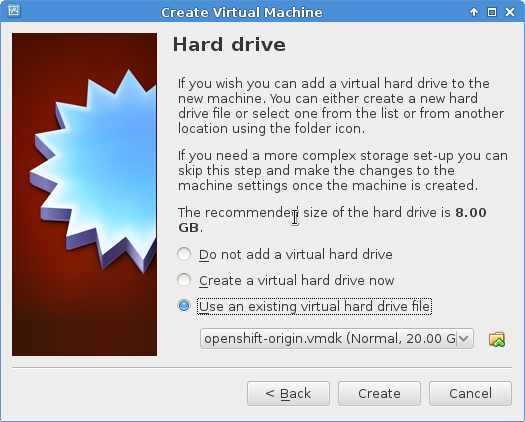 Create Virtual Machine
Hard drive
If you wish you can add a virtual hard drive to the
new machine. You can either create a new hard
drive file or select one from the list or from another
location using the folder icon.
If you need a more complex storage set-up you can
skip this step and make the changes to the
machine settings once the machine is created.
The recommended size of the hard drive is 8.00
GB.
Do not add a virtual hard drive
Create a virtual hard drive now
Use an existing virtual hard drive file
openshift-origin.vmdk (Normal, 20.00 G
< Back
Create
Cancel